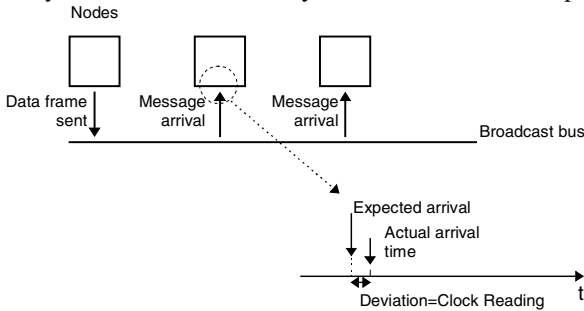 Nodes
Data frame
sent
Message
arrival
Message
arrival
Broadcast bus
Expected arrival
Actual arrival
time
t
Deviation=Clock Reading